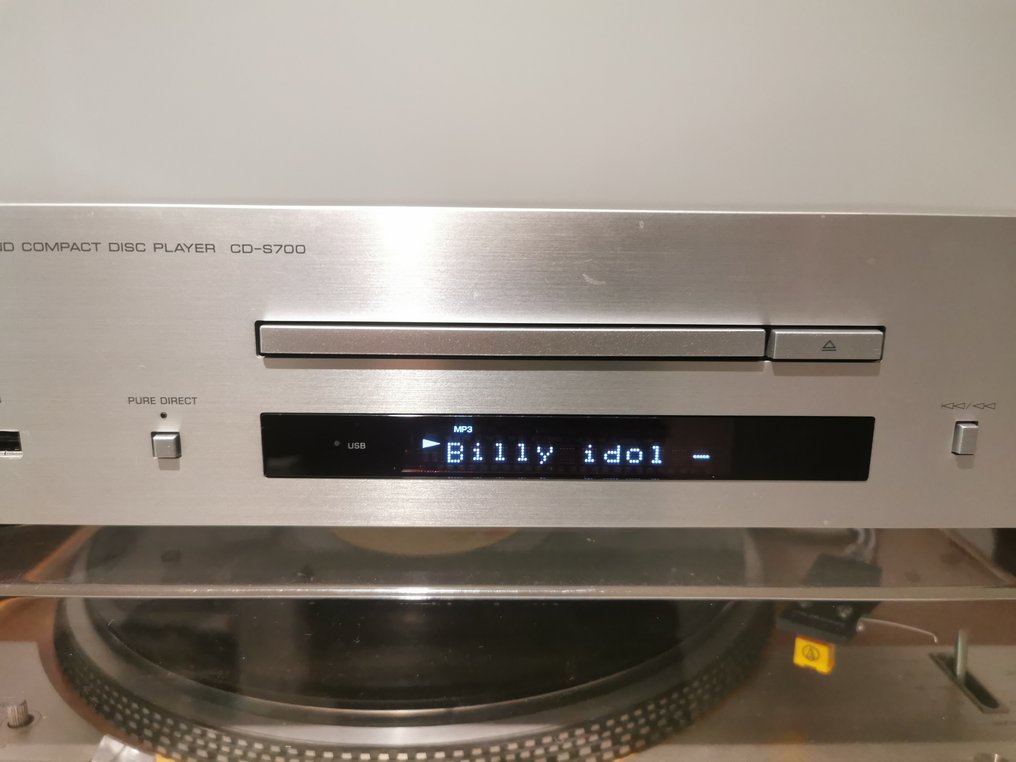 COMPACT DISC PLAYER CD-S700
PURE DIRECT
USB
MP3
Billy idol -